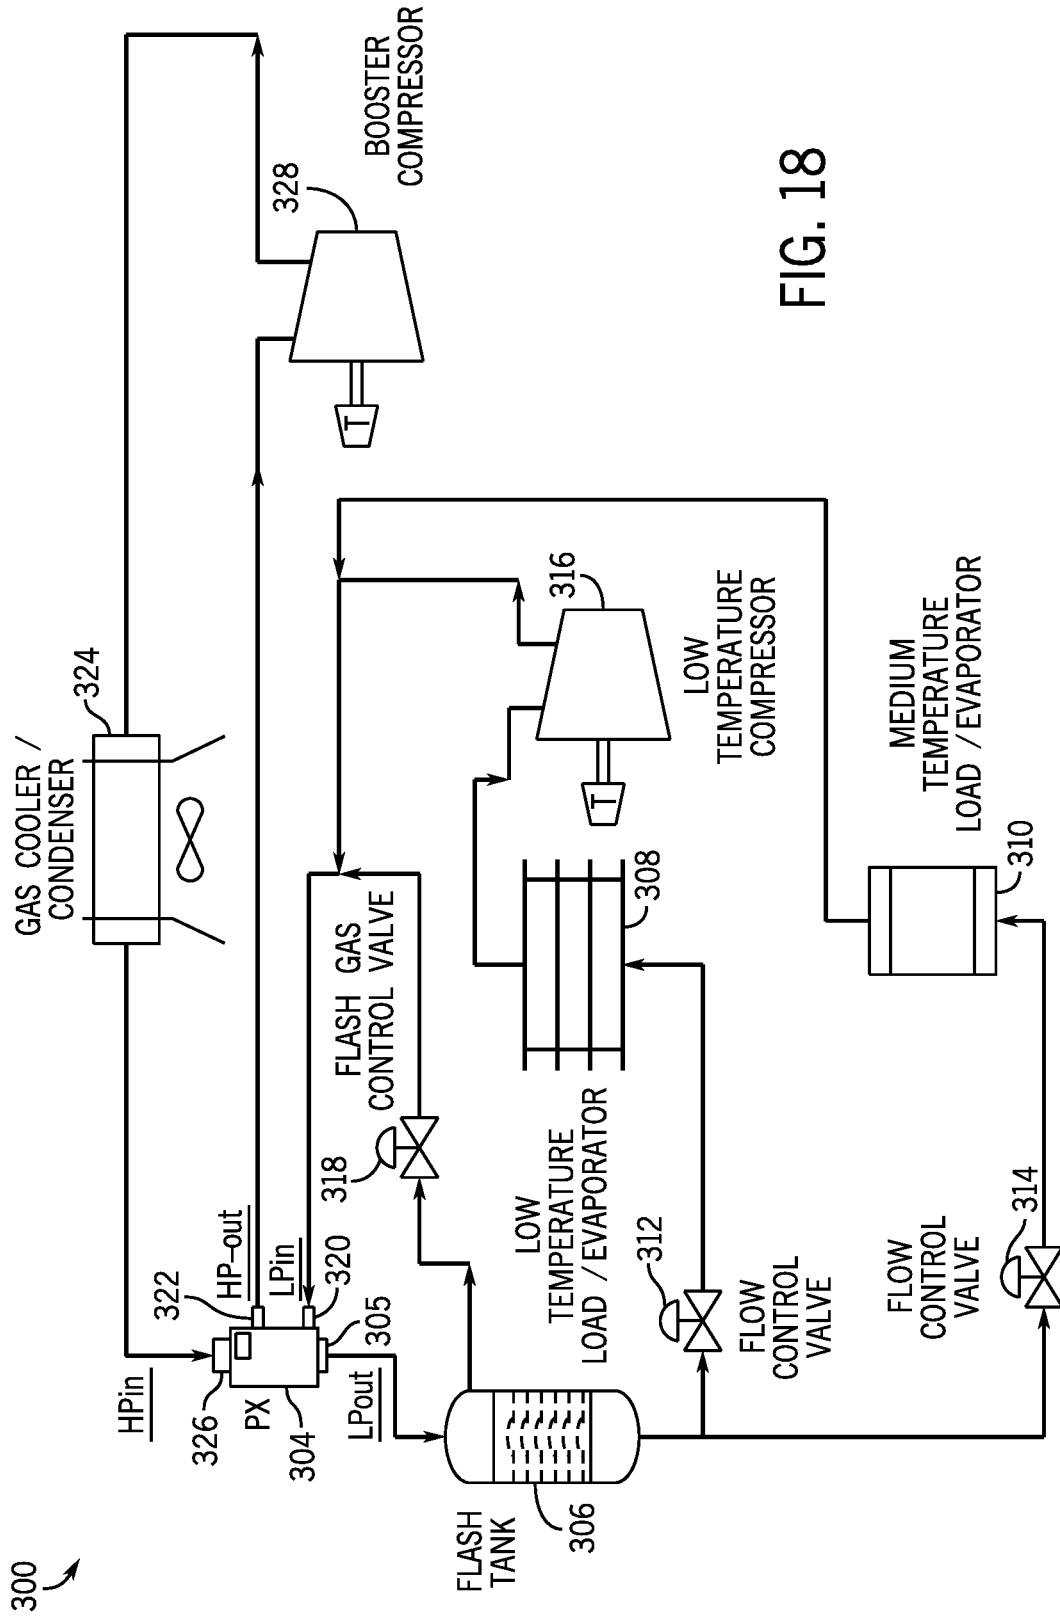 300
GAS COOLER /
CONDENSER
324
BOOSTER
COMPRESSOR
328
HPin
326
PX
304
322
HP-out
LPin
320
305
LPout
FLASH
TANK
306
318
FLASH GAS
CONTROL VALVE
LOW
TEMPERATURE
LOAD / EVAPORATOR
308
T
316
LOW
TEMPERATURE
COMPRESSOR
T
312
FLOW
CONTROL
VALVE
FLOW
CONTROL
VALVE
314
MEDIUM
TEMPERATURE
LOAD / EVAPORATOR
310
FIG. 18